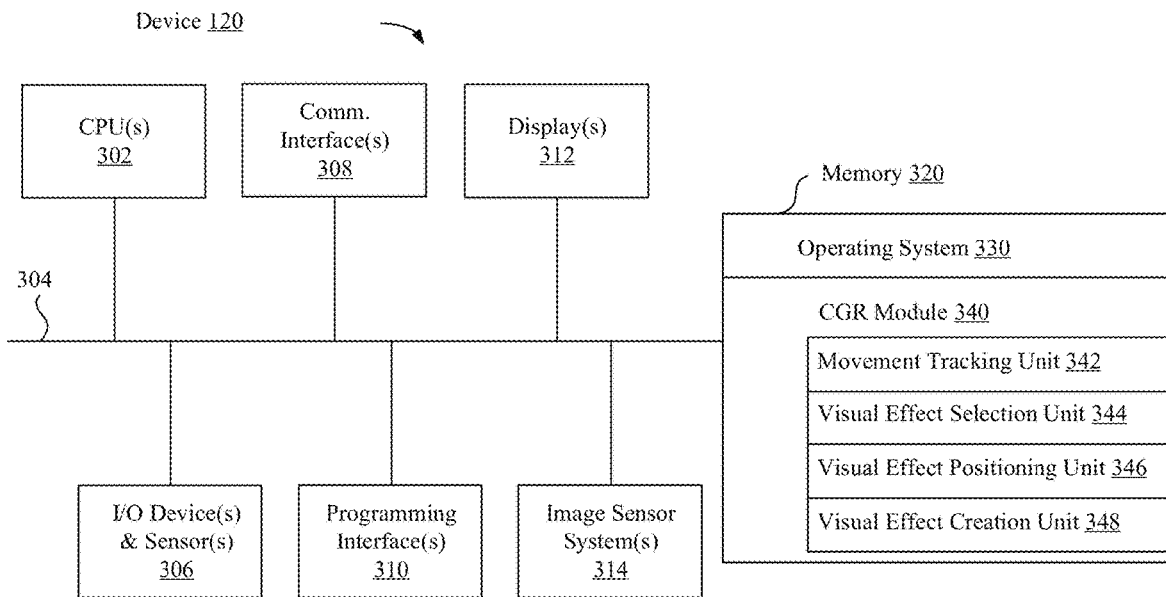 Device 120
CPU(s)
302
Comm.
Interface(s)
308
Display(s)
312
Memory 320
Operating System 330
304
CGR Module 340
Movement Tracking Unit 342
Visual Effect Selection Unit 344
Visual Effect Positioning Unit 346
Visual Effect Creation Unit 348
I/O Device(s)
& Sensor(s)
306
Programming
Interface(s)
310
Image Sensor
System(s)
314